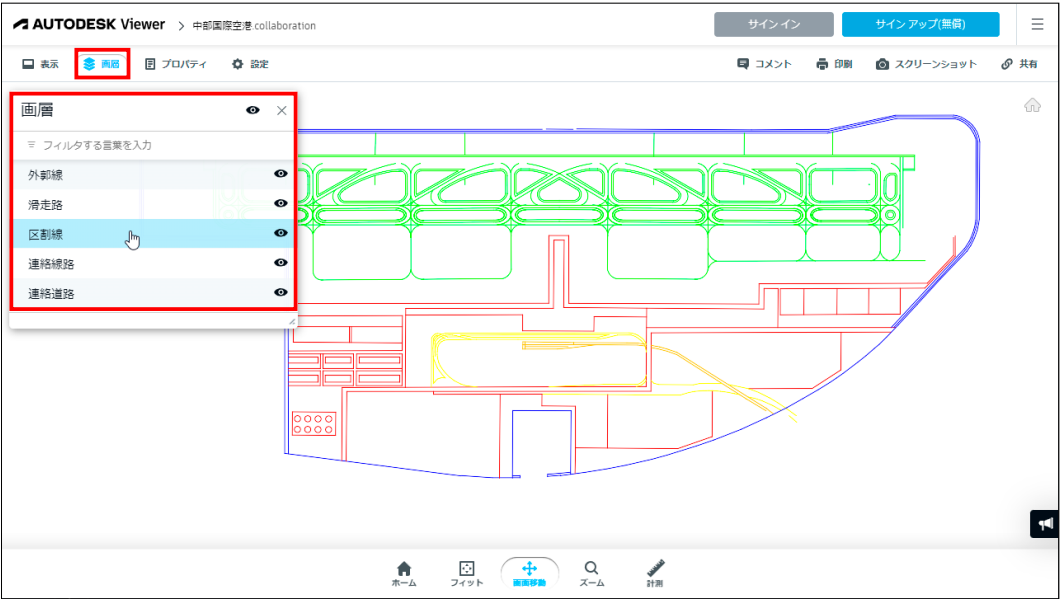 AUTODESK Viewer > 中部国際空港.collaboration
サイン イン
サイン アップ(無償)
表示
画層
プロパティ
設定
コメント
印刷
スクリーンショット
共有
画層
フィルタする言葉を入力
外郭線
滑走路
区割線
連絡線路
連絡道路
ホーム
フィット
画面移動
ズーム
計測